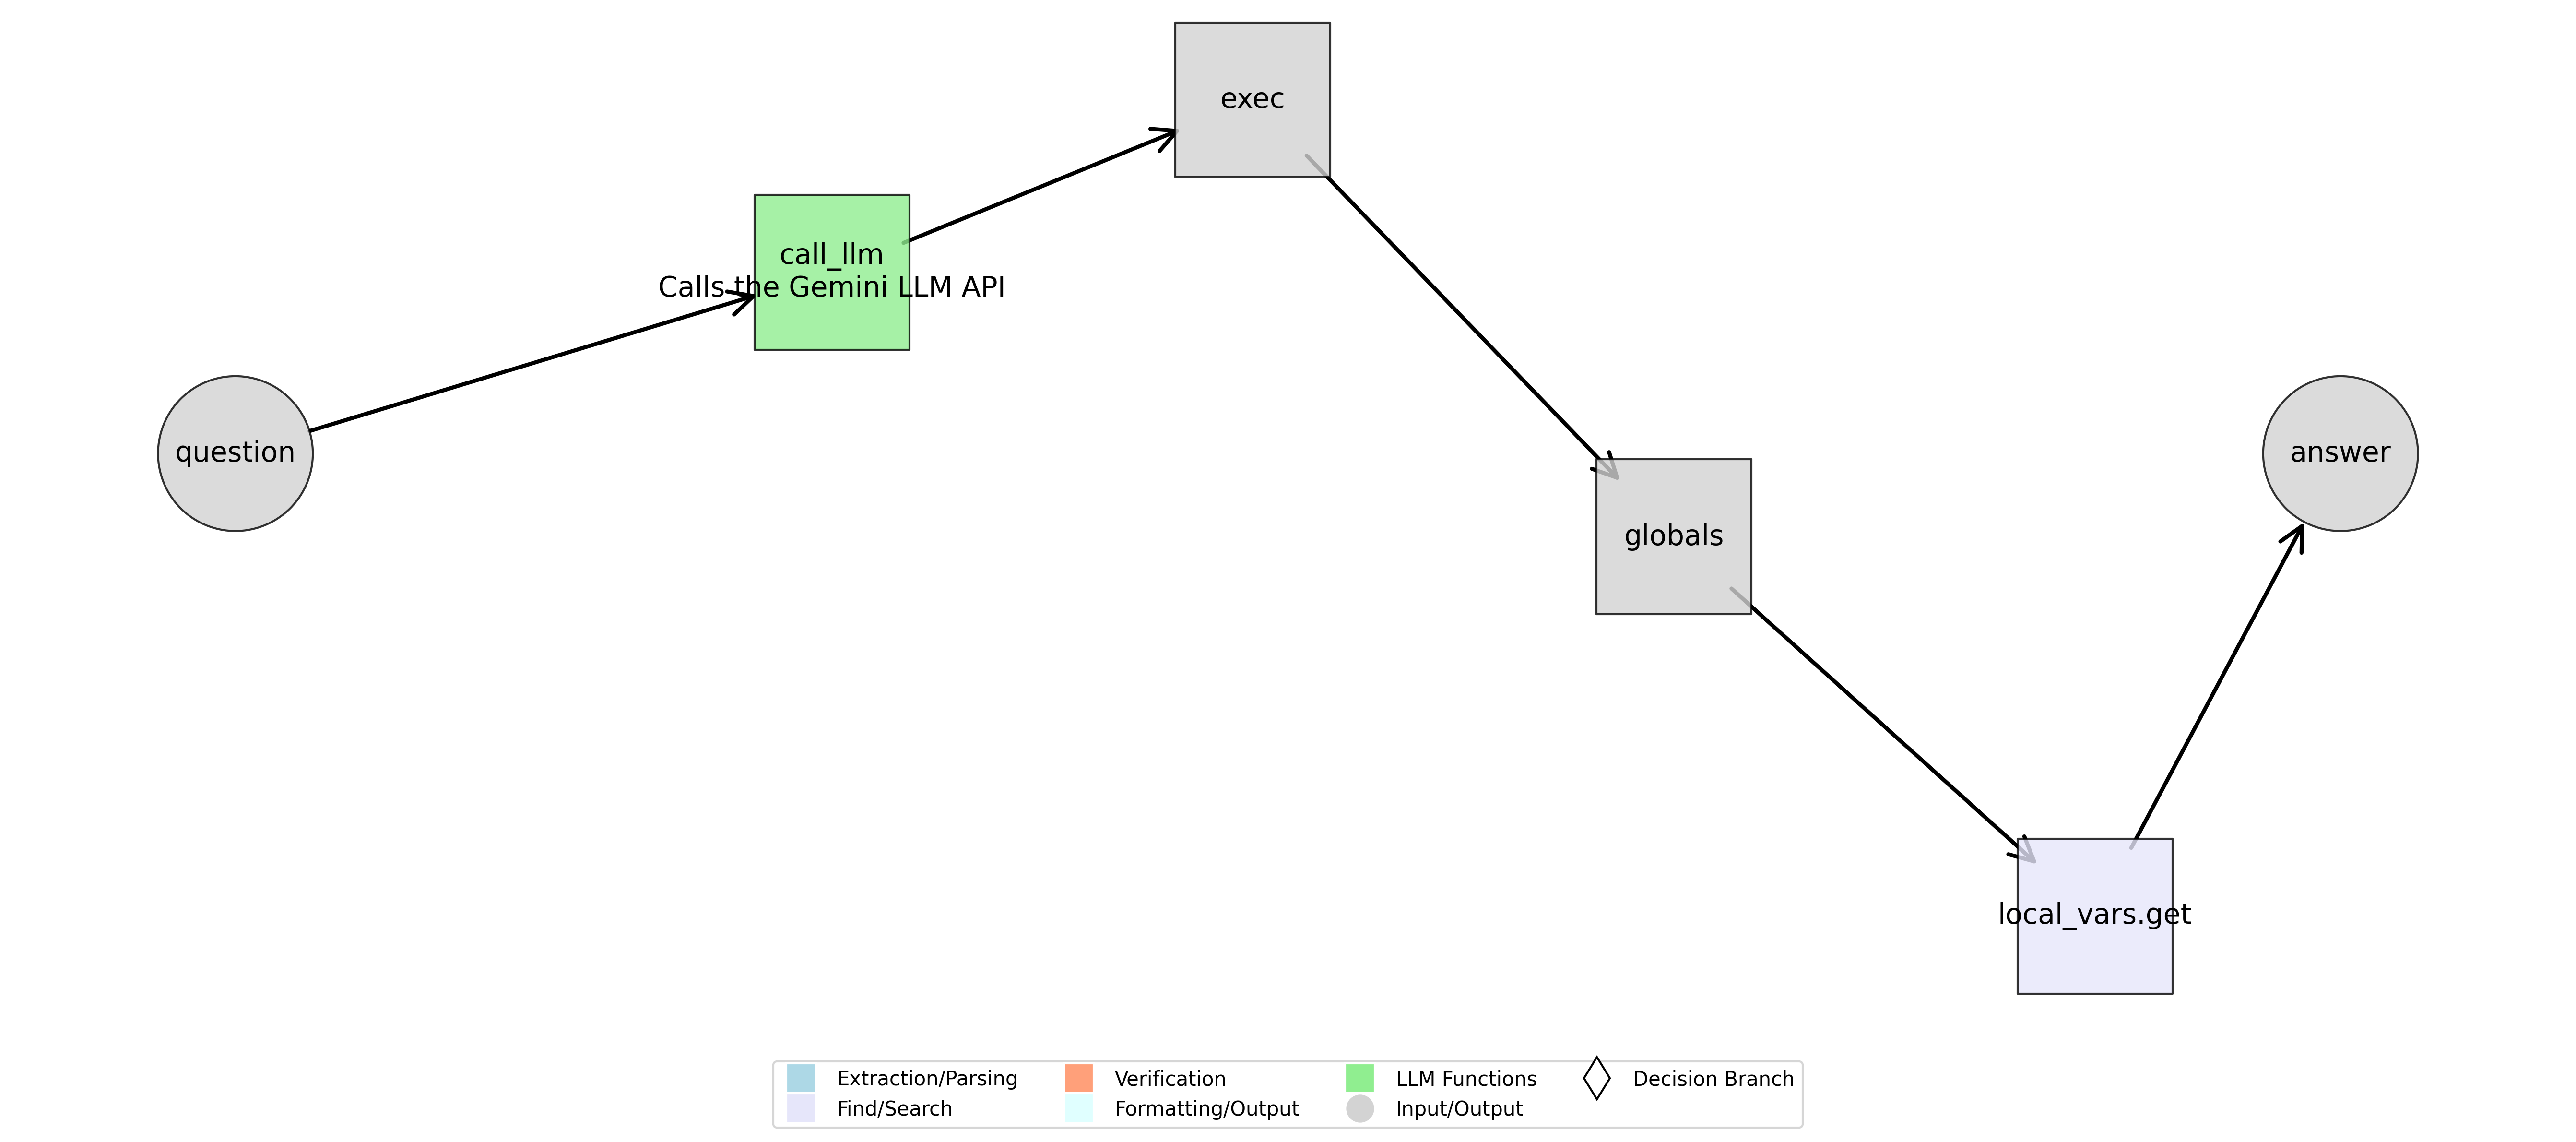 question
call_llm
Calls the Gemini LLM API
exec
globals
local_vars.get
answer
Extraction/Parsing
Find/Search
Verification
Formatting/Output
LLM Functions
Input/Output
Decision Branch